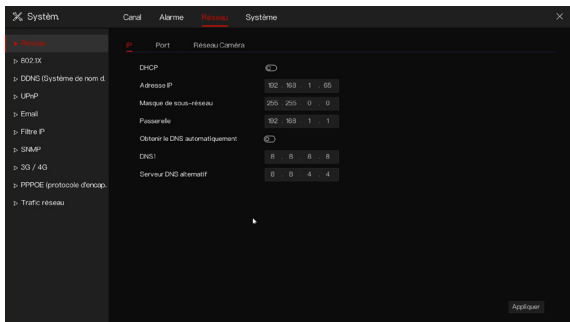 Systèm. Canal Alarme Réseau Système
Réseau
802.1X
DDNS (Système de nom d.
UPnP
Email
Filtre IP
SNMP
3G / 4G
PPPOE (protocole d'encap.
Trafic réseau
IP Port Réseau Caméra
DHCP
Adresse IP 192 . 168 . 1 . 65
Masque de sous-réseau 255 . 255 . 0 . 0
Passerelle 192 . 168 . 1 . 1
Obtenir le DNS automatiquement
DNS1 8 . 8 . 8 . 8
Serveur DNS alternatif 8 . 8 . 4 . 4
Appliquer